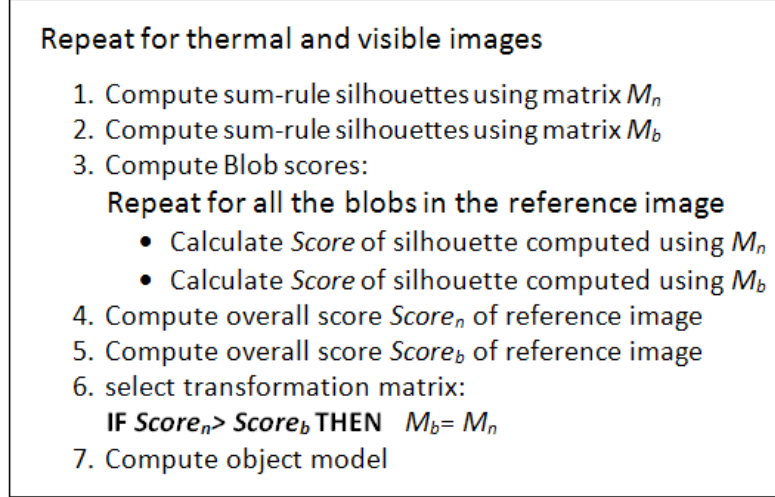 Repeat for thermal and visible images
1. Compute sum-rule silhouettes using matrix Mn
2. Compute sum-rule silhouettes using matrix Mb
3. Compute Blob scores:
Repeat for all the blobs in the reference image
• Calculate Score of silhouette computed using Mn
• Calculate Score of silhouette computed using Mb
4. Compute overall score Scoren of reference image
5. Compute overall score Scoreb of reference image
6. select transformation matrix:
IF Scoren> Scoreb THEN Mb= Mn
7. Compute object model